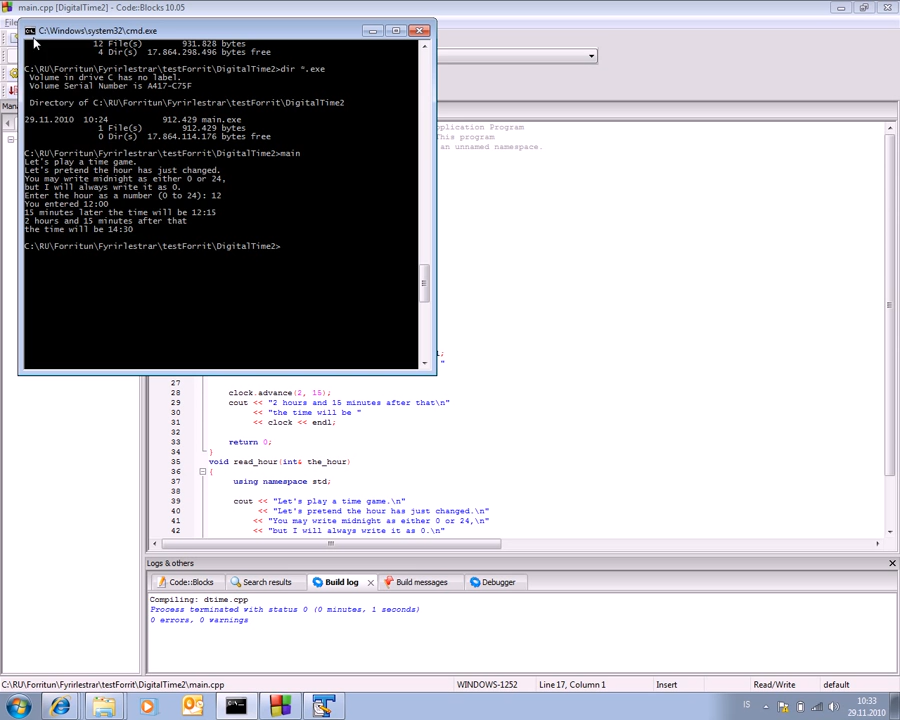 main.cpp [DigitalTime2] - Code::Blocks 10.05
C:\Windows\system32\cmd.exe
12 File(s) 931.828 bytes
4 Dir(s) 17.864.298.496 bytes free
C:\RU\Forritun\Fyrirlestrar\testForrit\DigitalTime2>dir *.exe
Volume in drive C has no label.
Volume Serial Number is A417-C75F
Directory of C:\RU\Forritun\Fyrirlestrar\testForrit\DigitalTime2
29.11.2010 10:24 912.429 main.exe
1 File(s) 912.429 bytes
0 Dir(s) 17.864.114.176 bytes free
C:\RU\Forritun\Fyrirlestrar\testForrit\DigitalTime2>main
Let's play a time game.
Let's pretend the hour has just changed.
You may write midnight as either 0 or 24,
but I will always write it as 0.
Enter the hour as a number (0 to 24): 12
You entered 12:00
15 minutes later the time will be 12:15
2 hours and 15 minutes after that
the time will be 14:30
C:\RU\Forritun\Fyrirlestrar\testForrit\DigitalTime2>
pplication Program
This program
an unnamed namespace.
l;
"
27
28 clock.advance(2, 15);
29 cout << "2 hours and 15 minutes after that\n"
30 << "the time will be "
31 << clock << endl;
32
33 return 0;
34 }
35 void read_hour(int& the_hour)
36 {
37 using namespace std;
38
39 cout << "Let's play a time game.\n"
40 << "Let's pretend the hour has just changed.\n"
41 << "You may write midnight as either 0 or 24,\n"
42 << "but I will always write it as 0.\n"
Logs & others
Code::Blocks Search results Build log Build messages Debugger
Compiling: dtime.cpp
Process terminated with status 0 (0 minutes, 1 seconds)
0 errors, 0 warnings
C:\RU\Forritun\Fyrirlestrar\testForrit\DigitalTime2\main.cpp WINDOWS-1252 Line 17, Column 1 Insert Read/Write default
IS 10:33
29.11.2010